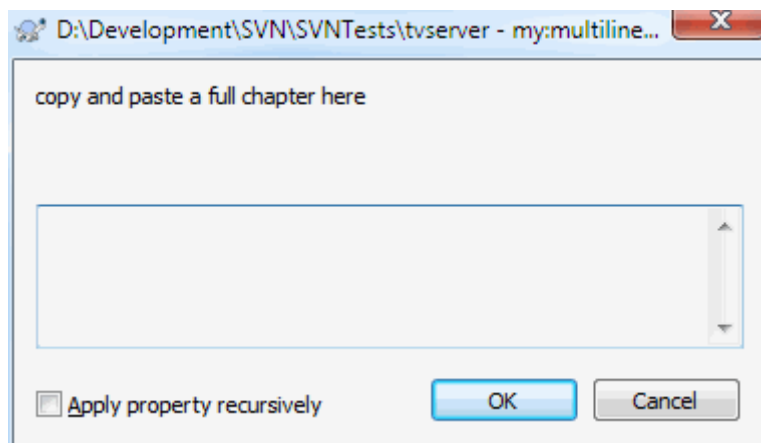 D:\Development\SVN\SVNTests\tvserver - my:multiline...
copy and paste a full chapter here
Apply property recursively
OK
Cancel